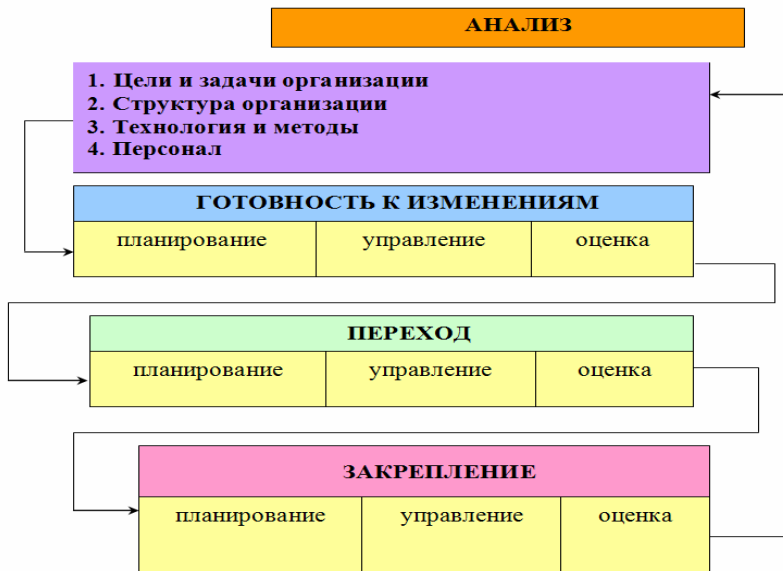 АНАЛИЗ
1. Цели и задачи организации
2. Структура организации
3. Технология и методы
4. Персонал
ГОТОВНОСТЬ К ИЗМЕНЕНИЯМ
планирование управление оценка
ПЕРЕХОД
планирование управление оценка
ЗАКРЕПЛЕНИЕ
планирование управление оценка